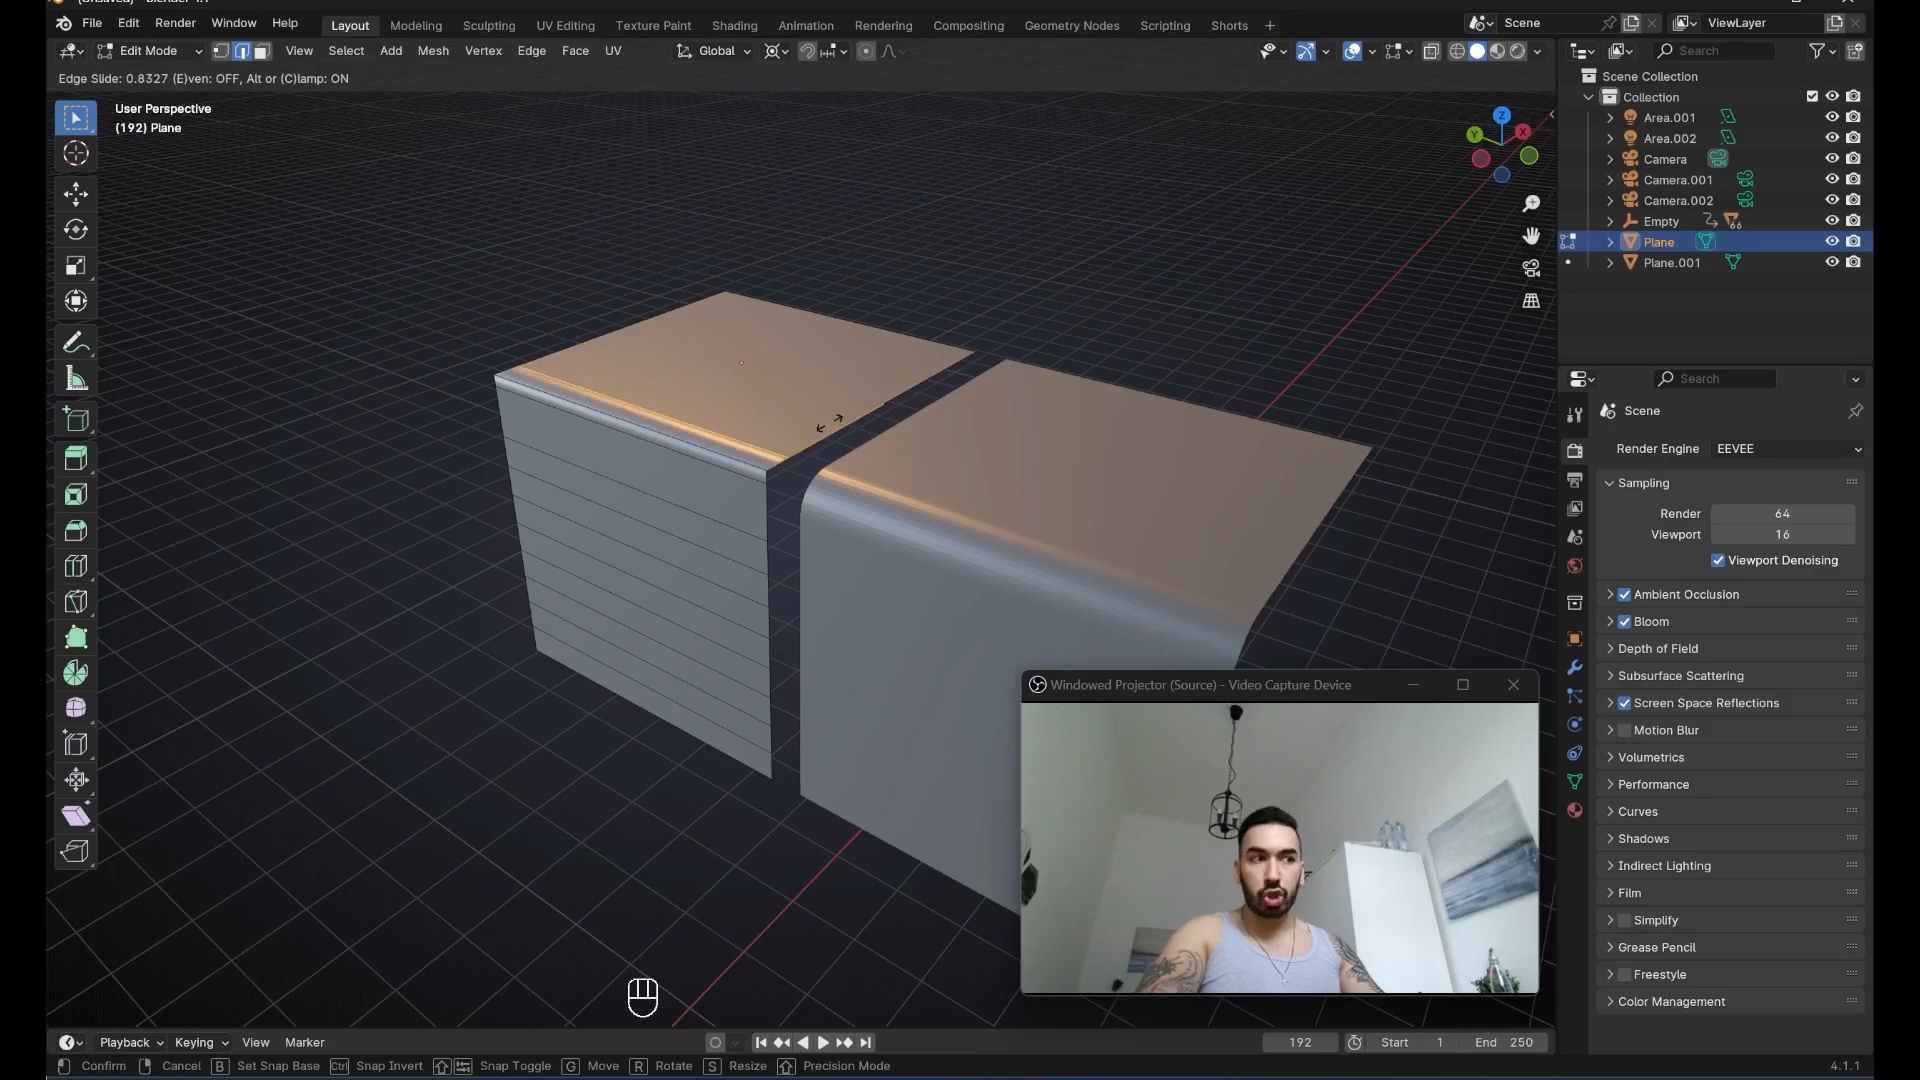 File Edit Render Window Help Layout Modeling Sculpting UV Editing Texture Paint Shading Animation Rendering Compositing Geometry Nodes Scripting Shorts + Scene ViewLayer
Edit Mode View Select Add Mesh Vertex Edge Face UV Global Search
Edge Slide: 0.8327 (E)ven: OFF, Alt or (C)lamp: ON
User Perspective
(192) Plane
Z
Y
X
Scene Collection
Collection
Area.001
Area.002
Camera
Camera.001
Camera.002
Empty 66
Plane
Plane.001
Search
Scene
Render Engine EEVEE
Sampling
Render 64
Viewport 16
Viewport Denoising
Ambient Occlusion
Bloom
Depth of Field
Subsurface Scattering
Screen Space Reflections
Motion Blur
Volumetrics
Performance
Curves
Shadows
Indirect Lighting
Film
Simplify
Grease Pencil
Freestyle
Color Management
Windowed Projector (Source) - Video Capture Device
Playback Keying View Marker 192 Start 1 End 250
Confirm Cancel B Set Snap Base Ctrl Snap Invert Snap Toggle G Move R Rotate S Resize Precision Mode 4.1.1